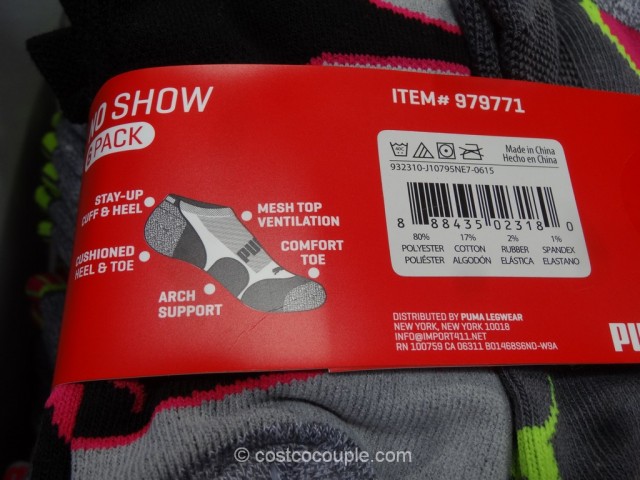 NO SHOW
6 PACK
STAY-UP
CUFF & HEEL
CUSHIONED
HEEL & TOE
ARCH
SUPPORT
MESH TOP
VENTILATION
COMFORT
TOE
ITEM# 979771
Made in China
Hecho en China
932310-J10795NE7-0615
8 88435 02318 0
80% 17% 2% 1%
POLYESTER COTTON RUBBER SPANDEX
POLIÉSTER ALGODÓN ELÁSTICA ELASTANO
DISTRIBUTED BY PUMA LEGWEAR
NEW YORK, NEW YORK 10018
INFO@IMPORT411.NET
RN 100759 CA 06311 B01468S6ND-W9A
© costcocouple.com